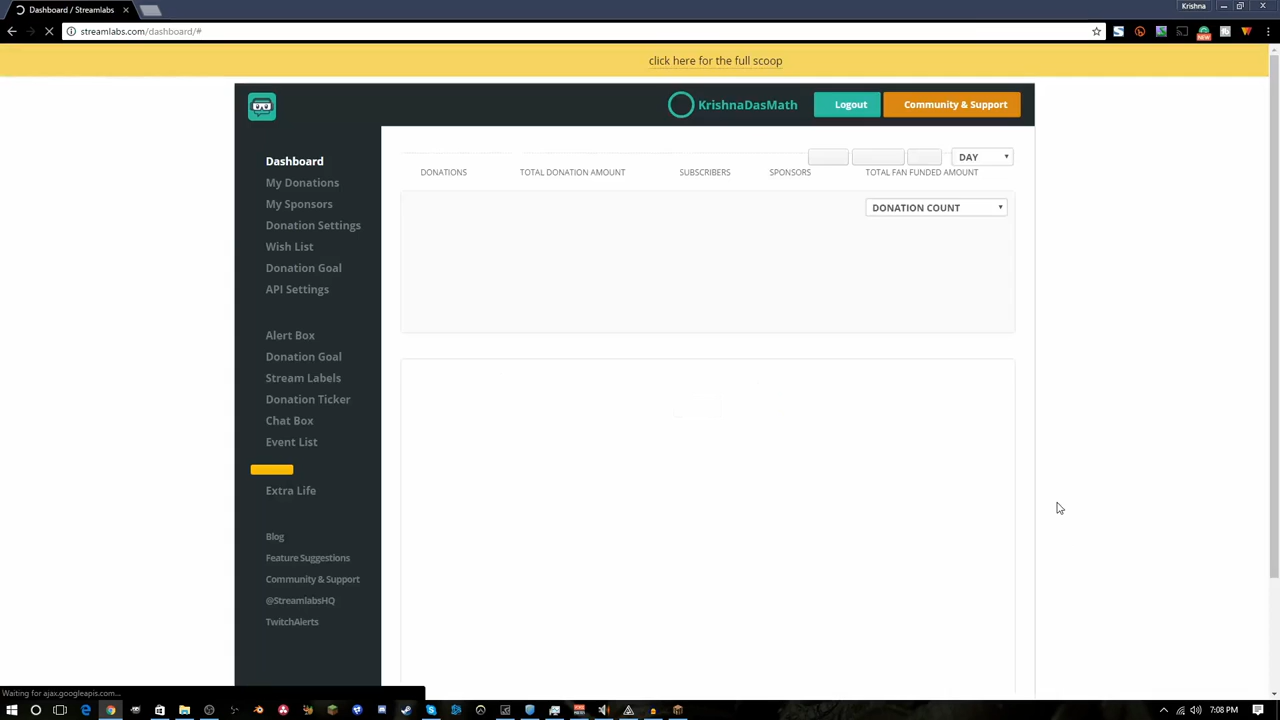 Dashboard / Streamlabs
Krishna
streamlabs.com/dashboard/#
click here for the full scoop
KrishnaDasMath
Logout
Community & Support
Dashboard
My Donations
My Sponsors
Donation Settings
Wish List
Donation Goal
API Settings
Alert Box
Donation Goal
Stream Labels
Donation Ticker
Chat Box
Event List
Extra Life
Blog
Feature Suggestions
Community & Support
@StreamlabsHQ
TwitchAlerts
DAY
DONATIONS
TOTAL DONATION AMOUNT
SUBSCRIBERS
SPONSORS
TOTAL FAN FUNDED AMOUNT
DONATION COUNT
Waiting for ajax.googleapis.com...
7:08 PM